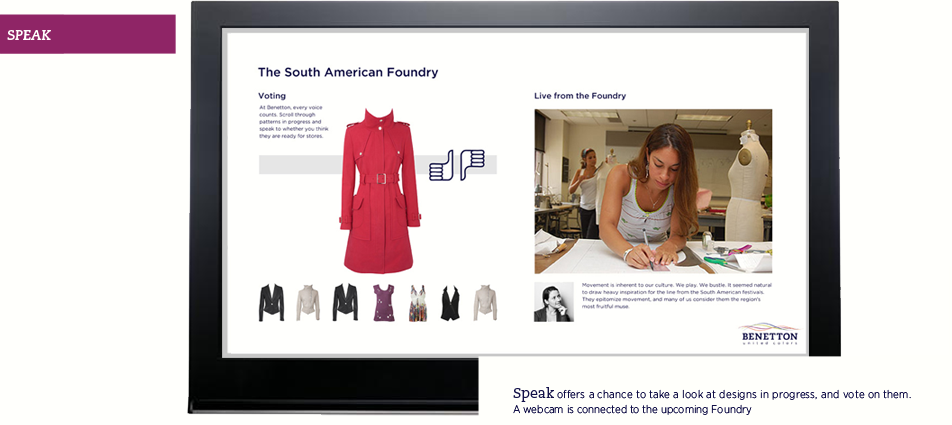 SPEAK
The South American Foundry
Voting
At Benetton, every voice
counts. Scroll through
patterns in progress and
speak to whether you think
they are ready for stores.
Live from the Foundry
Movement is inherent to our culture. We play. We bustle. It seemed natural
to draw heavy inspiration for the line from the South American festivals.
They epitomize movement, and many of us consider them the region's
most fruitful muse.
BENETTON
united colors
Speak offers a chance to take a look at designs in progress, and vote on them.
A webcam is connected to the upcoming Foundry